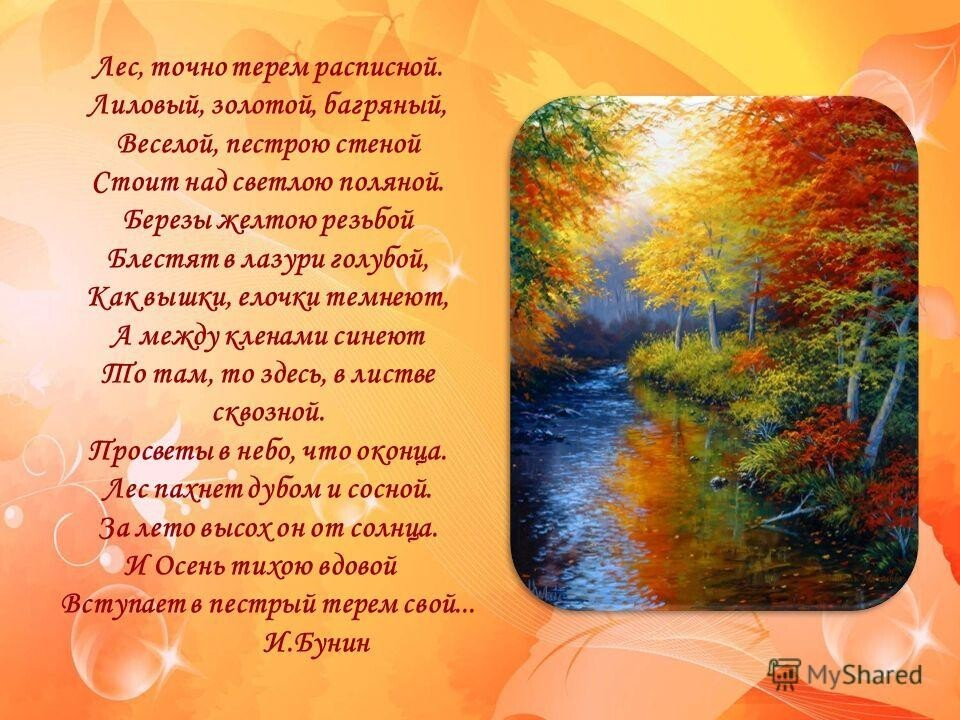 Лес, точно терем расписной.
Лиловый, золотой, багряный,
Веселой, пестрою стеной
Стоит над светлою поляной.
Березы желтою резьбой
Блестят в лазури голубой,
Как вышки, елочки темнеют,
А между кленами синеют
То там, то здесь, в листве
сквозной.
Просветы в небо, что оконца.
Лес пахнет дубом и сосной.
За лето высох он от солнца.
И Осень тихою вдовой
Вступает в пестрый терем свой...
И.Бунин
MyShared